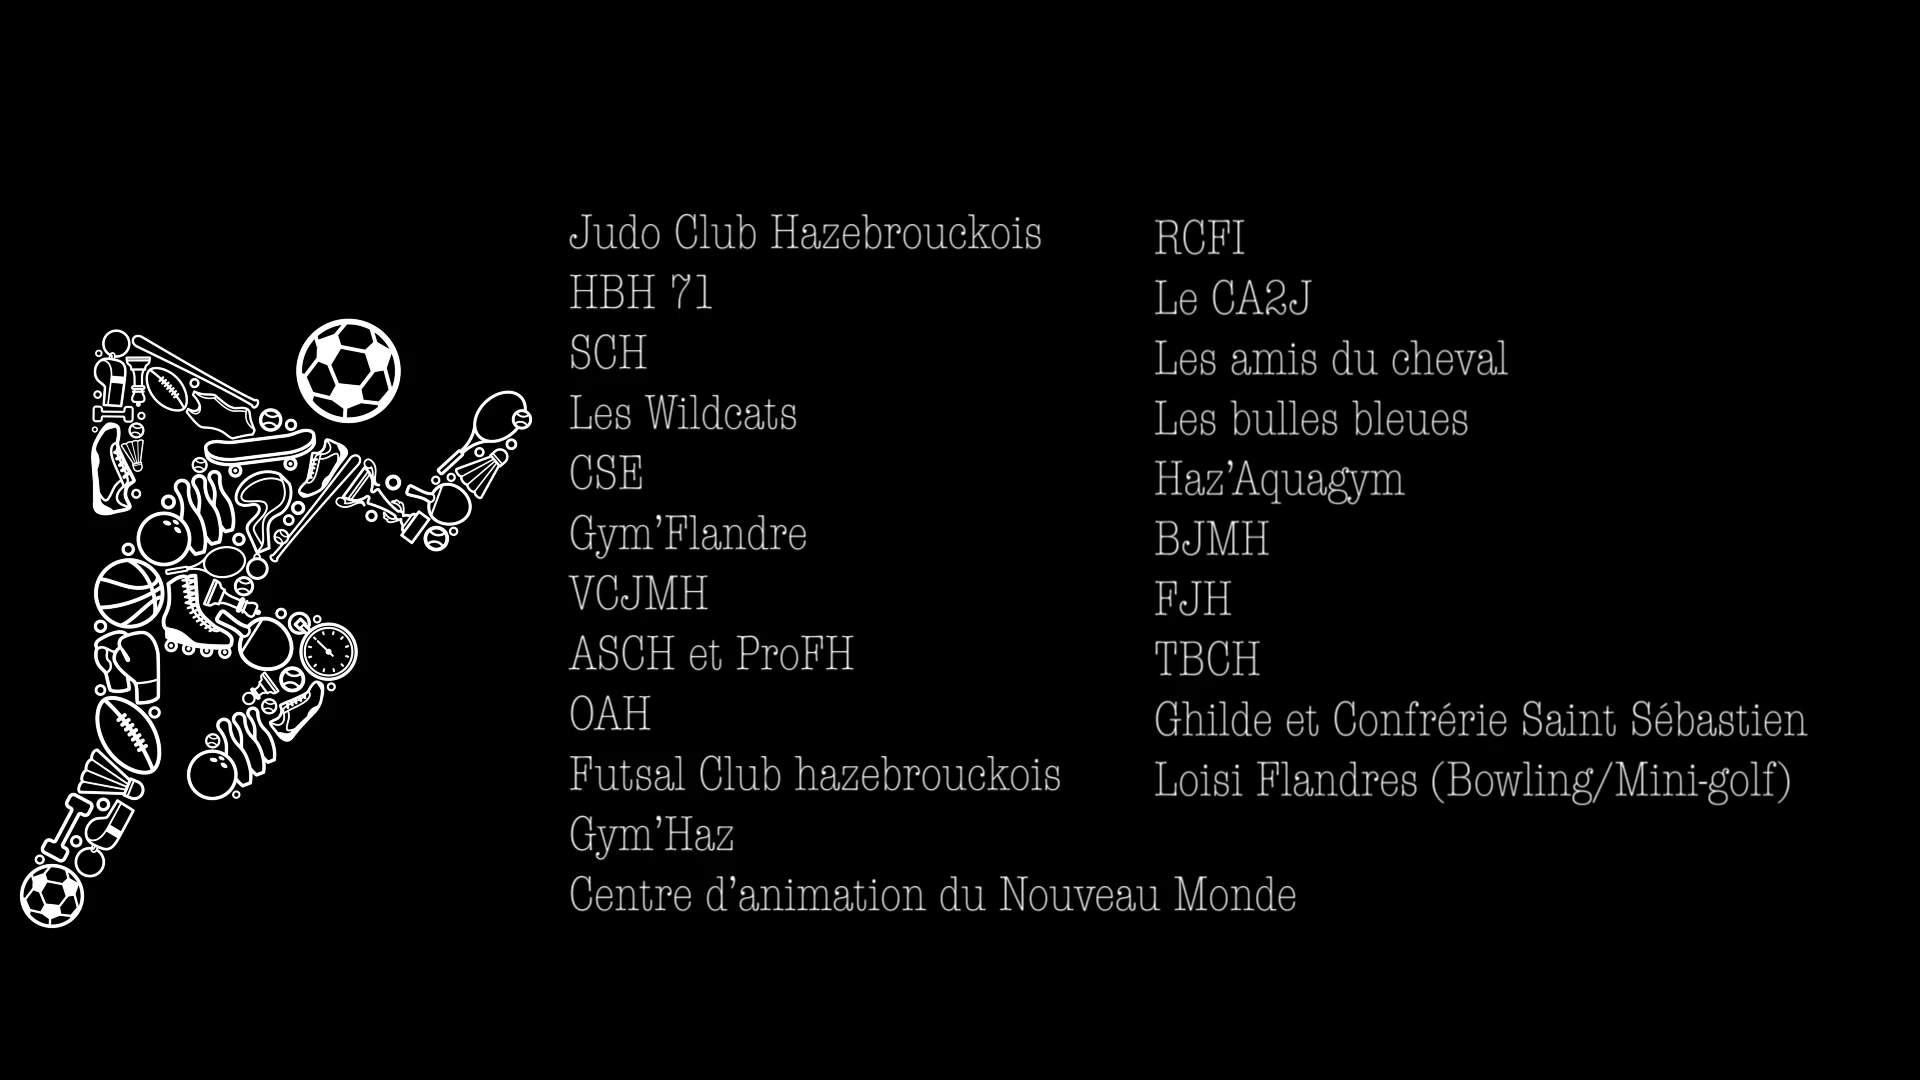 Judo Club Hazebrouckois
HBH 71
SCH
Les Wildcats
CSE
Gym’Flandre
VCJMH
ASCH et ProFH
OAH
Futsal Club hazebrouckois
Gym’Haz
Centre d’animation du Nouveau Monde
RCFI
Le CA2J
Les amis du cheval
Les bulles bleues
Haz’Aquagym
BJMH
FJH
TBCH
Ghilde et Confrérie Saint Sébastien
Loisi Flandres (Bowling/Mini-golf)